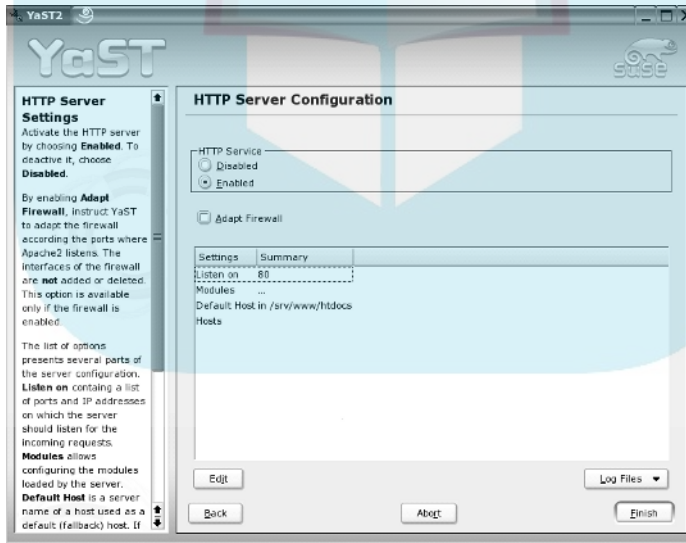 YaST2
YaST
SUSE
HTTP Server
Settings
Activate the HTTP server
by choosing Enabled. To
deactive it, choose
Disabled.
By enabling Adapt
Firewall, instruct YaST
to adapt the firewall
according the ports where
Apache2 listens. The
interfaces of the firewall
are not added or deleted.
This option is available
only if the firewall is
enabled.
The list of options
presents several parts of
the server configuration.
Listen on containg a list
of ports and IP addresses
on which the server
should listen for the
incoming requests.
Modules allows
configuring the modules
loaded by the server.
Default Host is a server
name of a host used as a
default (fallback) host. If
HTTP Server Configuration
HTTP Service
Disabled
Enabled
Adapt Firewall
Settings Summary
Listen on 80
Modules ...
Default Host in /srv/www/htdocs
Hosts
Edit
Log Files
Back
Abort
Finish